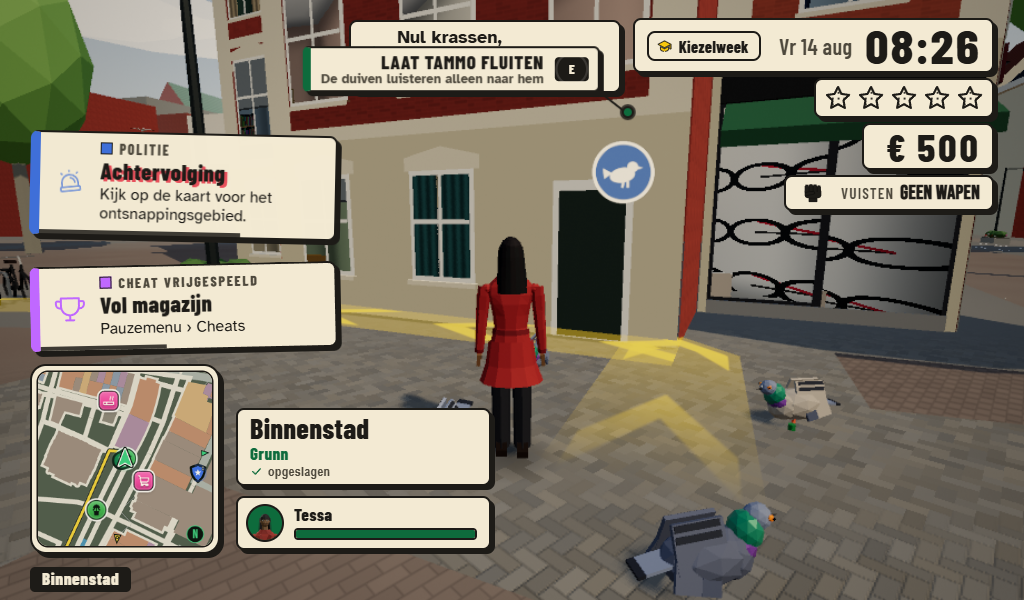 Nul krassen,
LAAT TAMMO FLUITEN
De duiven luisteren alleen naar hem
E
Kiezelweek
Vr 14 aug
08:26
€ 500
VUISTEN GEEN WAPEN
POLITIE
Achtervolging
Kijk op de kaart voor het
ontsnappingsgebied.
CHEAT VRIJGESPEELD
Vol magazijn
Pauzemenu › Cheats
N
Binnenstad
Grunn
opgeslagen
Tessa
Binnenstad